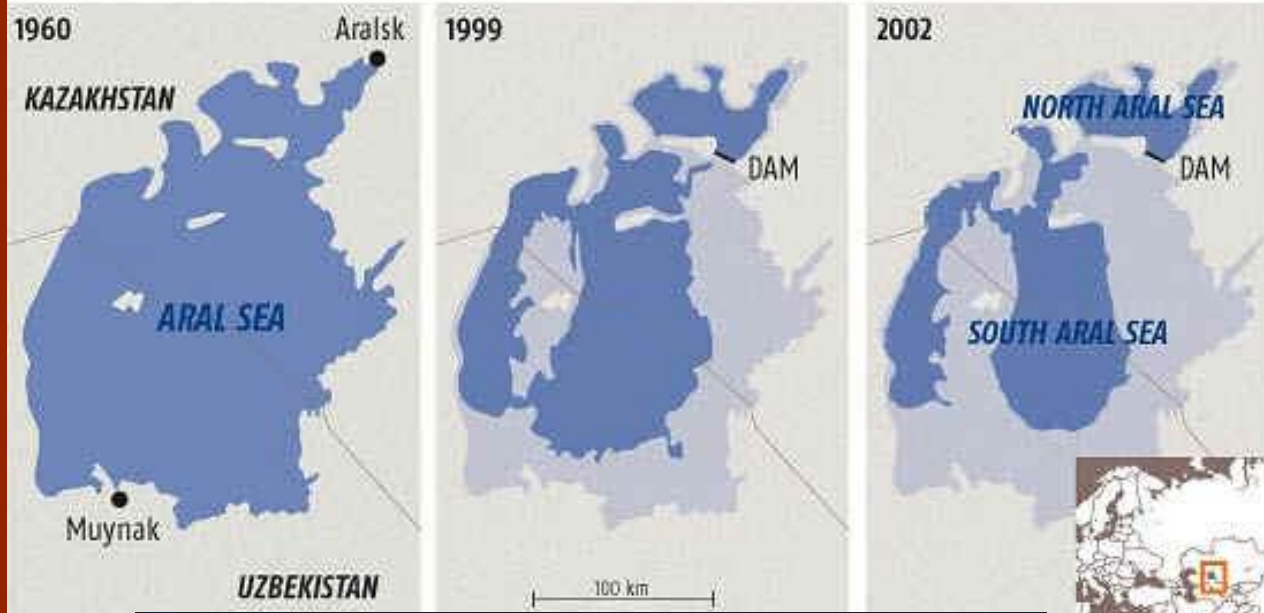 1960
Aralsk
KAZAKHSTAN
ARAL SEA
Muynak
UZBEKISTAN
1999
DAM
100 km
2002
NORTH ARAL SEA
DAM
SOUTH ARAL SEA